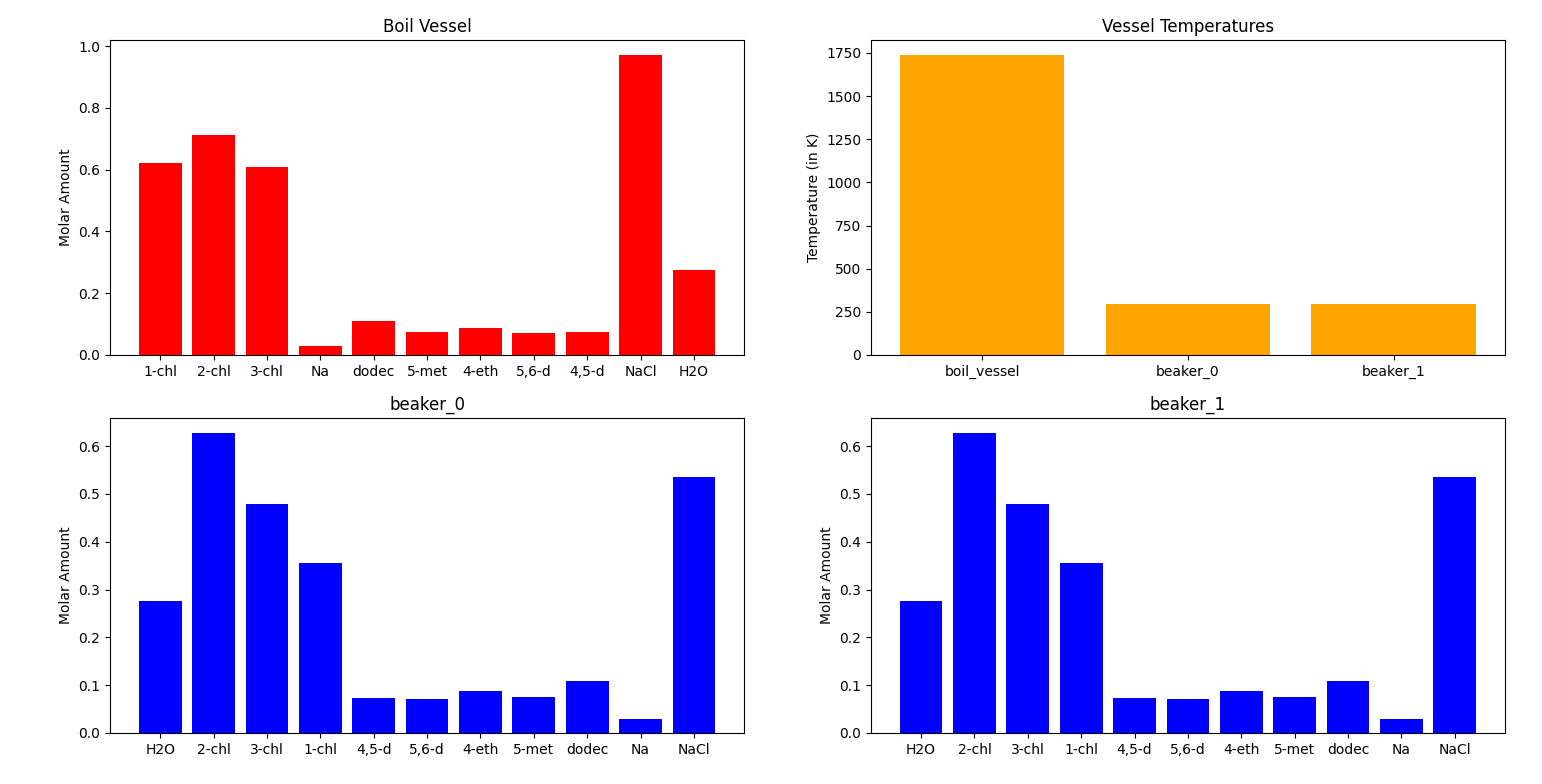 Boil Vessel
Molar Amount
1.0
0.8
0.6
0.4
0.2
0.0
1-chl 2-chl 3-chl Na dodec 5-met 4-eth 5,6-d 4,5-d NaCl H2O
Vessel Temperatures
Temperature (in K)
1750
1500
1250
1000
750
500
250
0
boil_vessel beaker_0 beaker_1
beaker_0
Molar Amount
0.6
0.5
0.4
0.3
0.2
0.1
0.0
H2O 2-chl 3-chl 1-chl 4,5-d 5,6-d 4-eth 5-met dodec Na NaCl
beaker_1
Molar Amount
0.6
0.5
0.4
0.3
0.2
0.1
0.0
H2O 2-chl 3-chl 1-chl 4,5-d 5,6-d 4-eth 5-met dodec Na NaCl